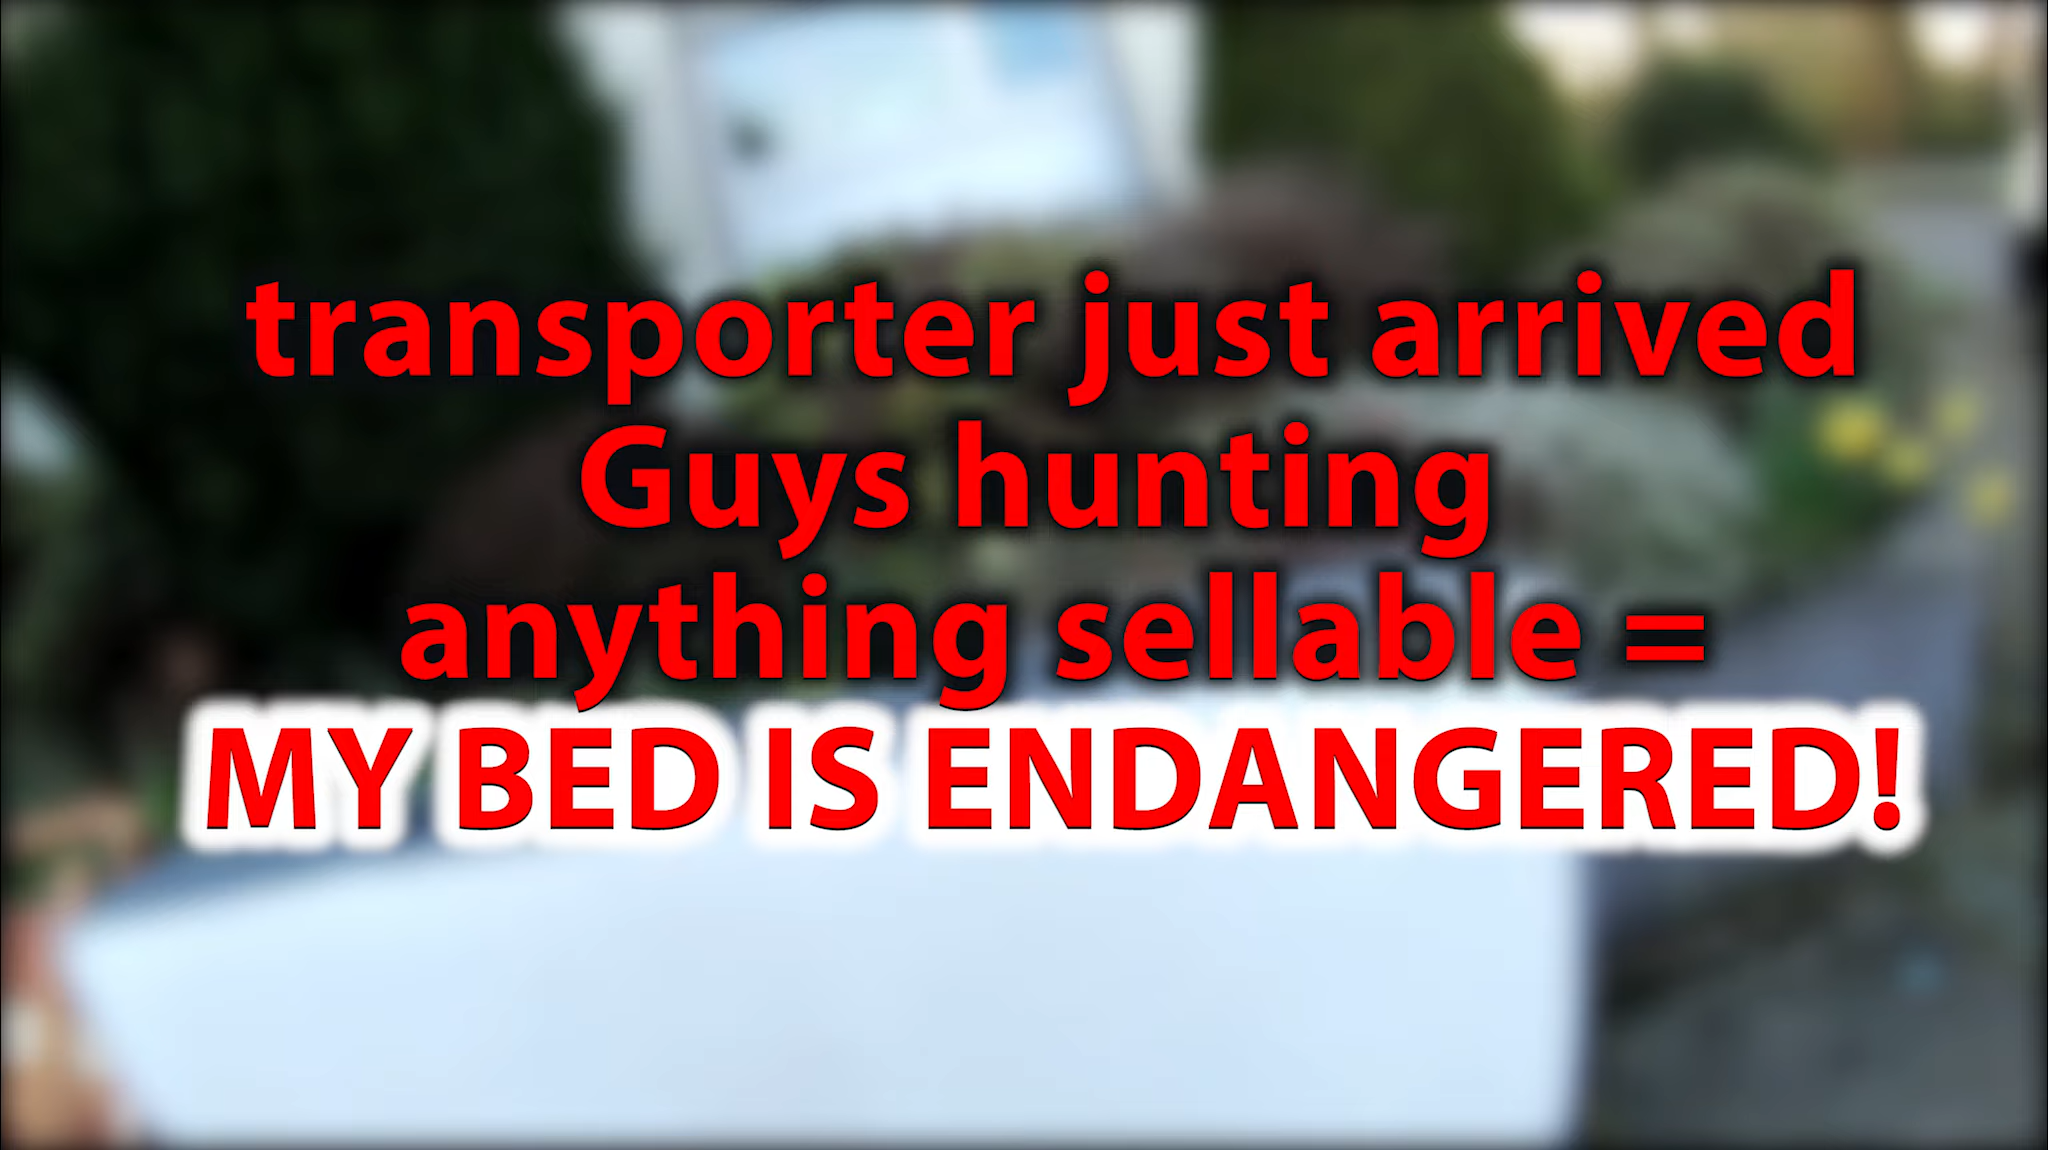 transporter just arrived
Guys hunting
anything sellable =
MY BED IS ENDANGERED!